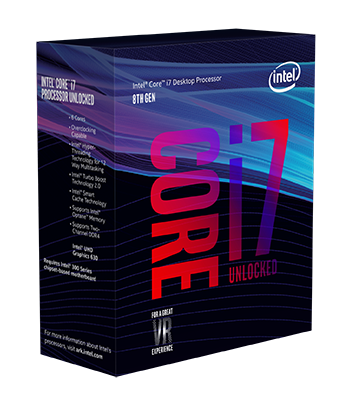 INTEL® CORE™ i7
PROCESSOR UNLOCKED
• 6-Cores
• Overclocking
Capable
• Intel® Hyper-
Threading
Technology for 12
Way Multitasking
• Intel® Turbo Boost
Technology 2.0
• Intel® Smart
Cache Technology
• Supports Intel®
Optane™ Memory
• Supports Two-
Channel DDR4
Intel® UHD
Graphics 630
Requires Intel® 300 Series
chipset-based motherboard
For more information about Intel's
processors, visit ark.intel.com
Intel® Core™ i7 Desktop Processor
8TH GEN
intel®
CORE i7
UNLOCKED
FOR A GREAT
VR
EXPERIENCE